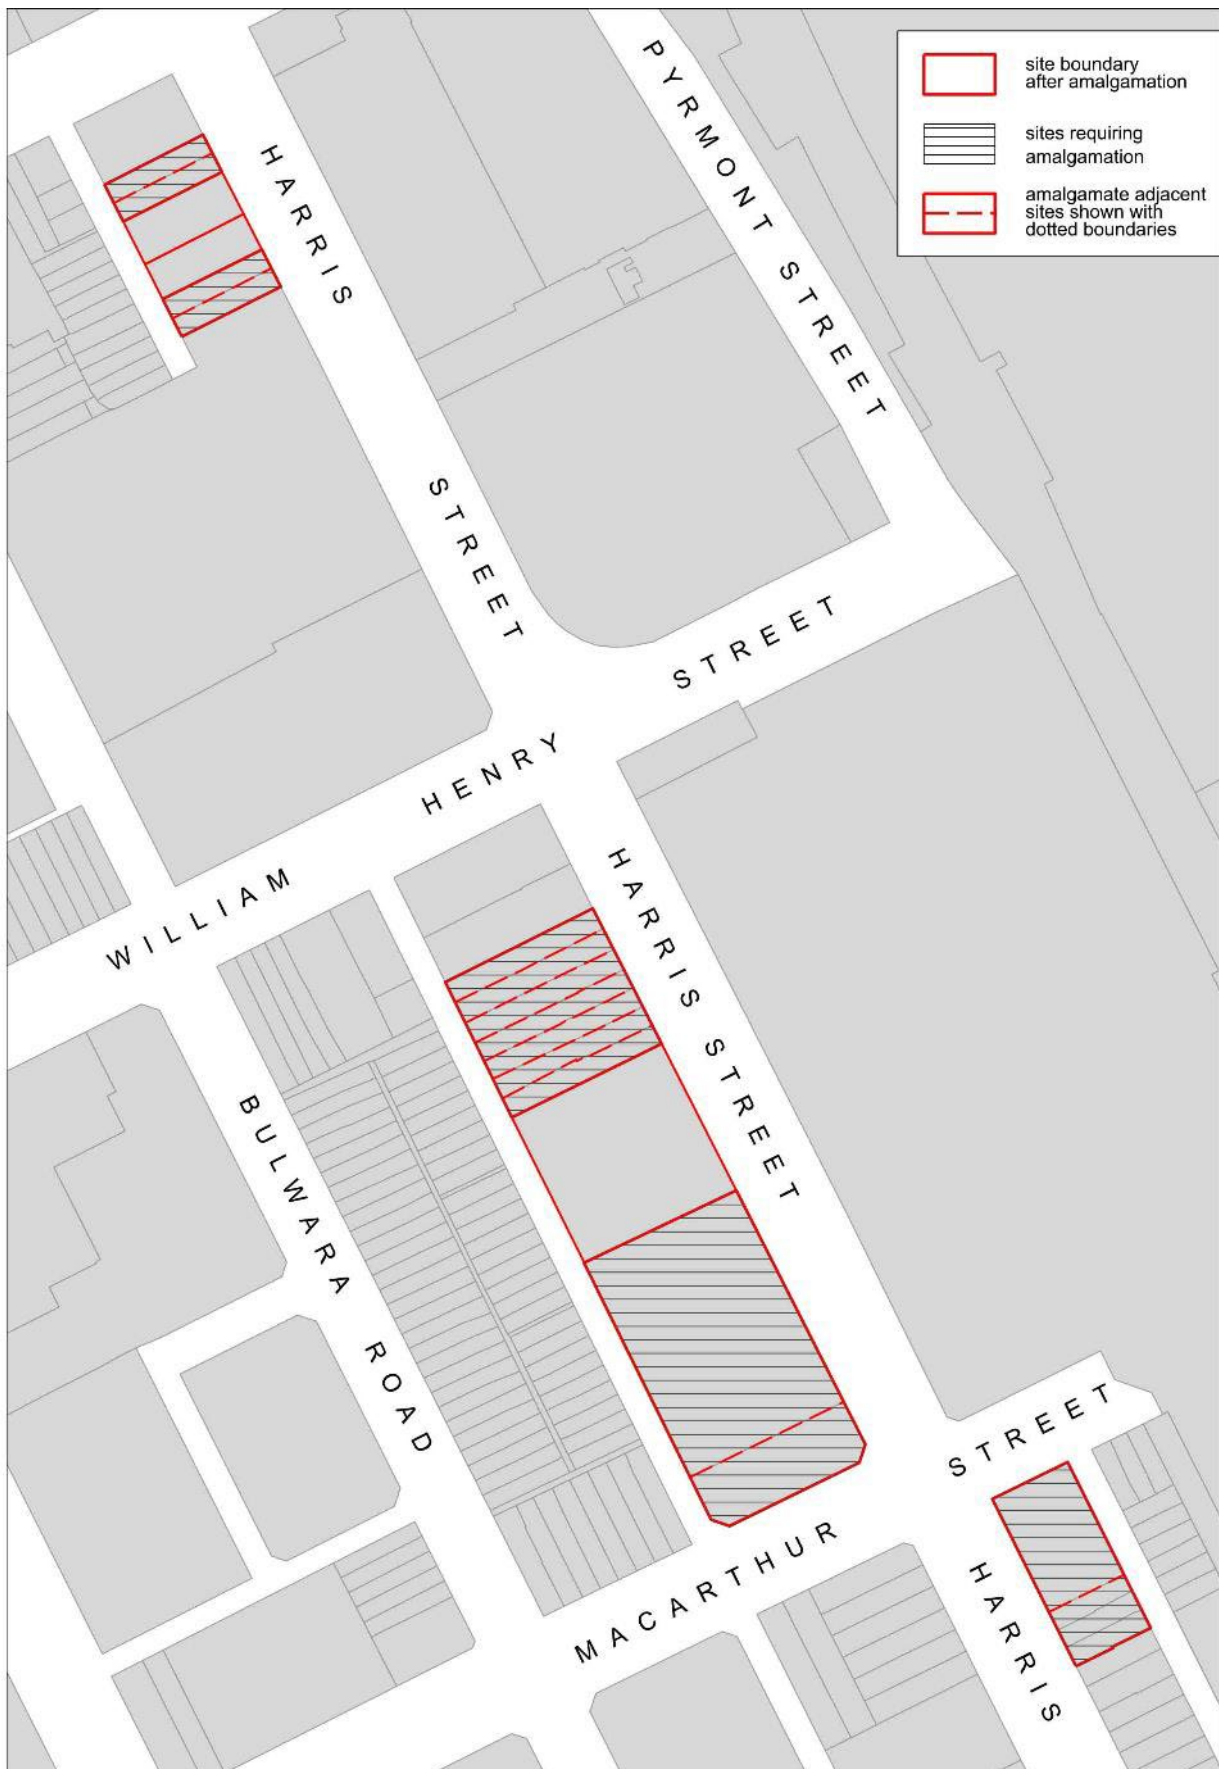 site boundary
after amalgamation
sites requiring
amalgamation
amalgamate adjacent
sites shown with
dotted boundaries
PYRMONT STREET
HARRIS
STREET
STREET
HENRY
WILLIAM
HARRIS STREET
BULWARA
ROAD
STREET
MACARTHUR
HARRIS